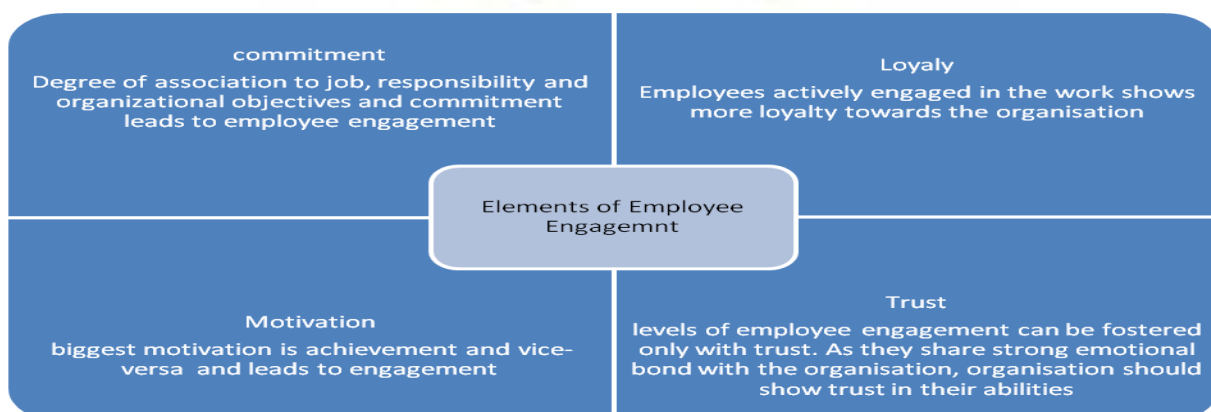 commitment
Degree of association to job, responsibility and
organizational objectives and commitment
leads to employee engagement
Loyaly
Employees actively engaged in the work shows
more loyalty towards the organisation
Elements of Employee
Engagemnt
Motivation
biggest motivation is achievement and vice-
versa and leads to engagement
Trust
levels of employee engagement can be fostered
only with trust. As they share strong emotional
bond with the organisation, organisation should
show trust in their abilities